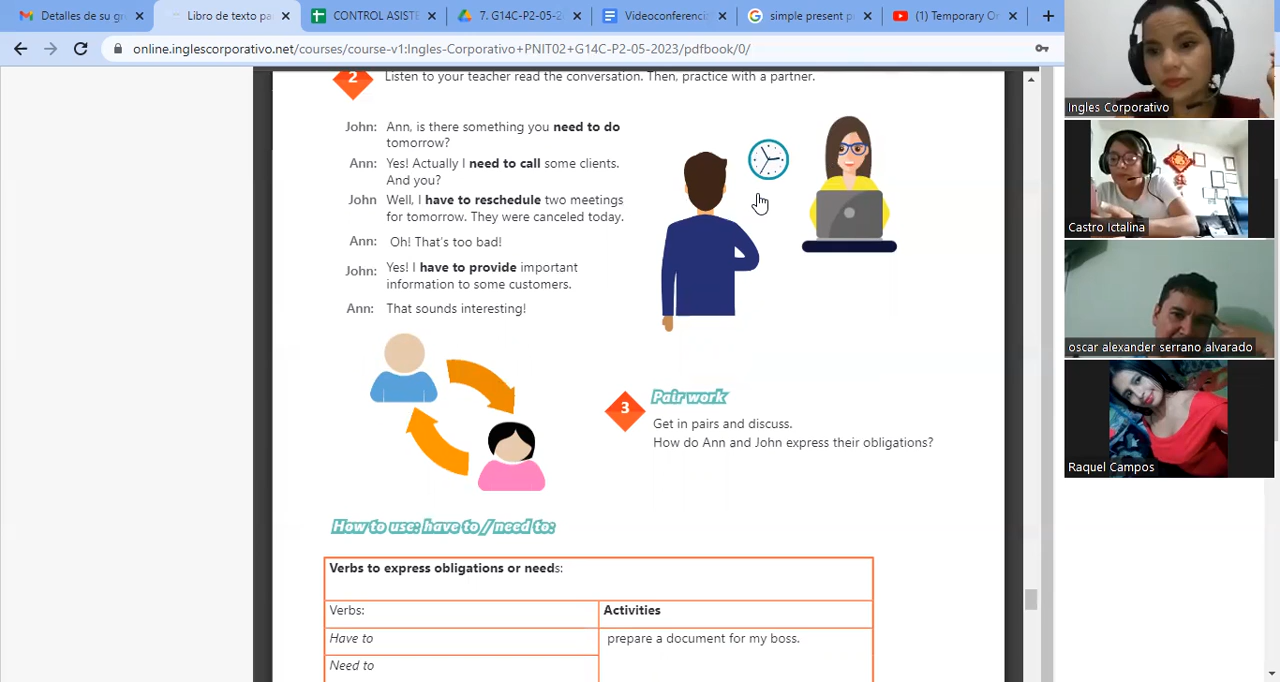 Detalles de su gr
Libro de texto pa
CONTROL ASIST
7. G14C-P2-05-2
Videoconferenci
simple present p
(1) Temporary O
online.inglescorporativo.net/courses/course-v1:Ingles-Corporativo+PNIT02+G14C-P2-05-2023/pdfbook/0/
2 Listen to your teacher read the conversation. Then, practice with a partner.
John: Ann, is there something you need to do
tomorrow?
Ann: Yes! Actually I need to call some clients.
And you?
John Well, I have to reschedule two meetings
for tomorrow. They were canceled today.
Ann: Oh! That's too bad!
John: Yes! I have to provide important
information to some customers.
Ann: That sounds interesting!
3 Pair work
Get in pairs and discuss.
How do Ann and John express their obligations?
How to use: have to / need to:
Verbs to express obligations or needs:
Verbs: Activities
Have to prepare a document for my boss.
Need to
Ingles Corporativo
Castro Ictalina
oscar alexander serrano alvarado
Raquel Campos